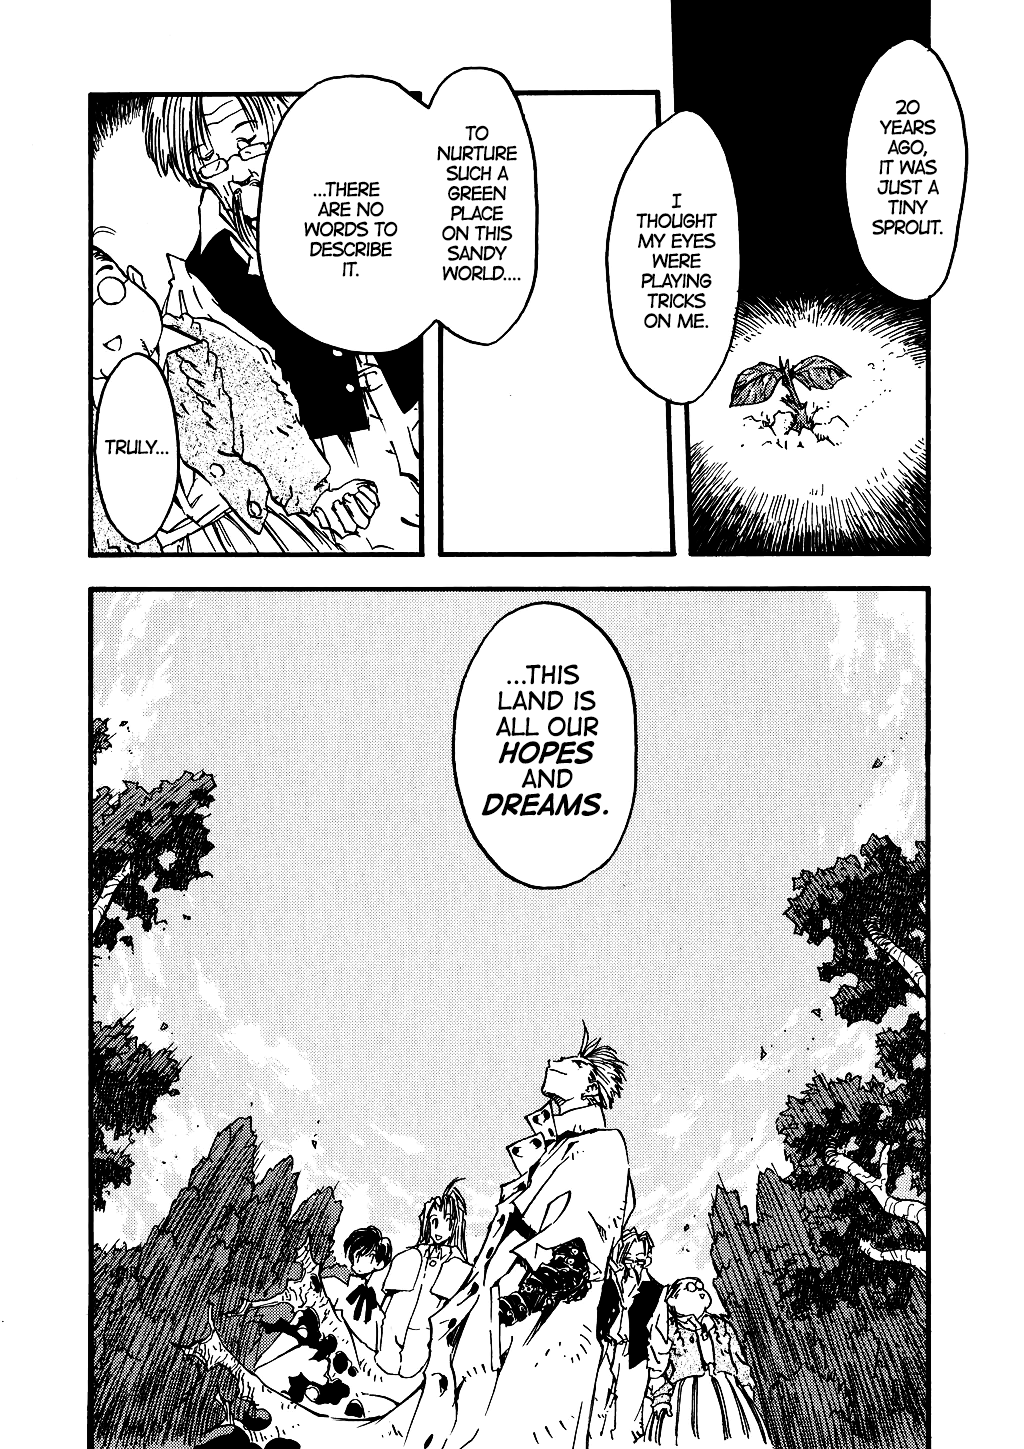 20
YEARS
AGO,
IT WAS
JUST A
TINY
SPROUT.
I
THOUGHT
MY EYES
WERE
PLAYING
TRICKS
ON ME.
TO
NURTURE
SUCH A
GREEN
PLACE
ON THIS
SANDY
WORLD....
...THERE
ARE NO
WORDS TO
DESCRIBE
IT.
TRULY...
...THIS
LAND IS
ALL OUR
HOPES
AND
DREAMS.